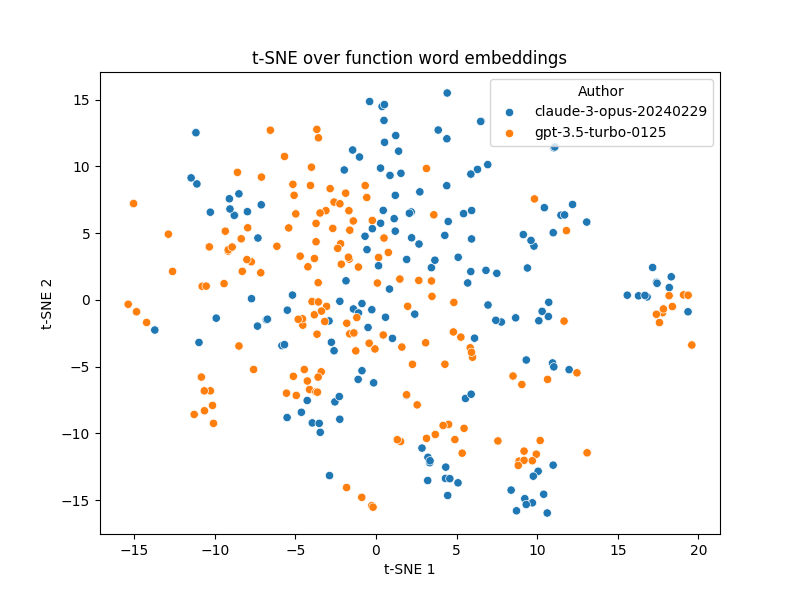 t-SNE over function word embeddings
Author
claude-3-opus-20240229
gpt-3.5-turbo-0125
15
10
5
0
−5
−10
−15
t-SNE 2
−15
−10
−5
0
5
10
15
20
t-SNE 1